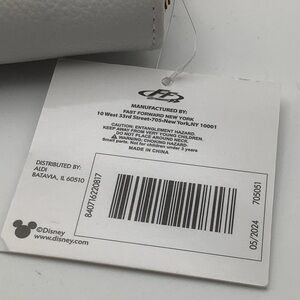 MANUFACTURED BY:
FAST FORWARD NEW YORK
10 West 33rd Street-705-New York,NY 10001
CAUTION: ENTANGLEMENT HAZARD.
KEEP AWAY FROM VERY YOUNG CHILDREN.
DO NOT PLACE AROUND NECK.
⚠ WARNING: CHOKING HAZARD-
Small parts. Not for children under 3 years
MADE IN CHINA
DISTRIBUTED BY:
ALDI
BATAVIA, IL 60510
840716220817
705051
05/2024
©Disney
www.disney.com